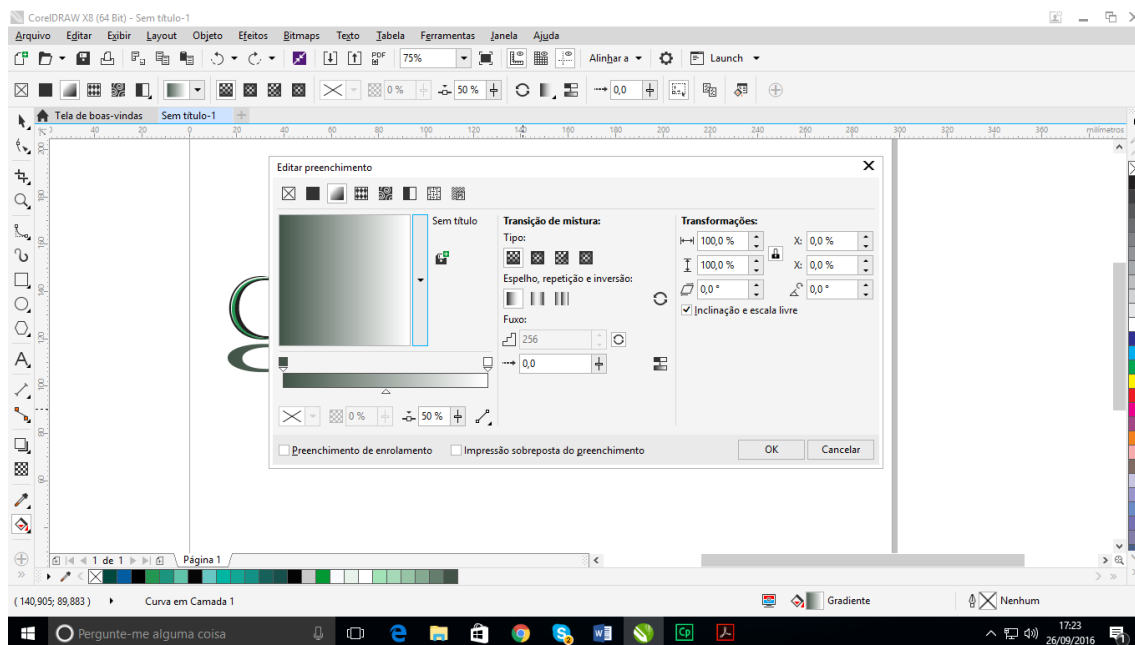 CorelDRAW X8 (64 Bit) - Sem título-1
Arquivo Editar Exibir Layout Objeto Efeitos Bitmaps Texto Tabela Ferramentas Janela Ajuda
PDF 75% Alinhar a Launch
0 % 50 % 0,0
Tela de boas-vindas Sem título-1
40 20 0 20 40 60 80 100 120 140 160 180 200 220 240 260 280 300 320 340 360 milímetros
Editar preenchimento
Sem título
Transição de mistura:
Tipo:
Espelho, repetição e inversão:
Fuxo:
256
0,0
0 % 50 %
Transformações:
100,0 % X: 0,0 %
100,0 % X: 0,0 %
0,0 ° 0,0 °
Inclinação e escala livre
Preenchimento de enrolamento Impressão sobreposta do preenchimento OK Cancelar
1 de 1 Página 1
( 140,905; 89,883 ) Curva em Camada 1 Gradiente Nenhum
Pergunte-me alguma coisa
17:23
26/09/2016